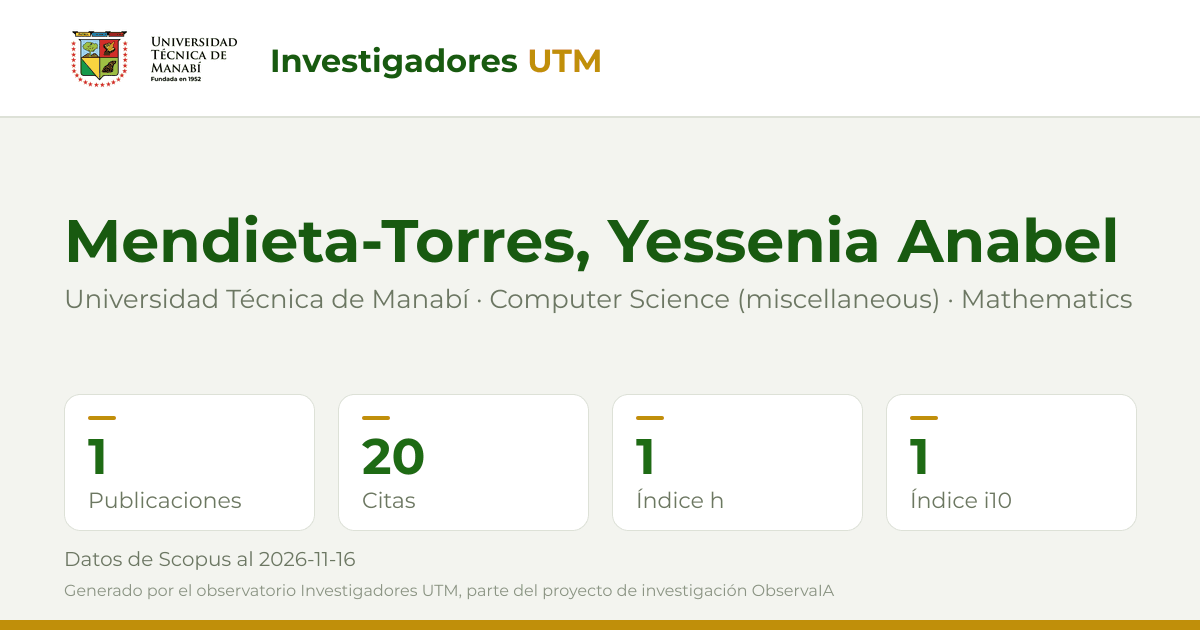 UNIVERSIDAD
TÉCNICA DE
MANABÍ
Fundada en 1952
Investigadores UTM
Mendieta-Torres, Yessenia Anabel
Universidad Técnica de Manabí · Computer Science (miscellaneous) · Mathematics
1
Publicaciones
20
Citas
1
Índice h
1
Índice i10
Datos de Scopus al 2026-11-16
Generado por el observatorio Investigadores UTM, parte del proyecto de investigación ObservaIA